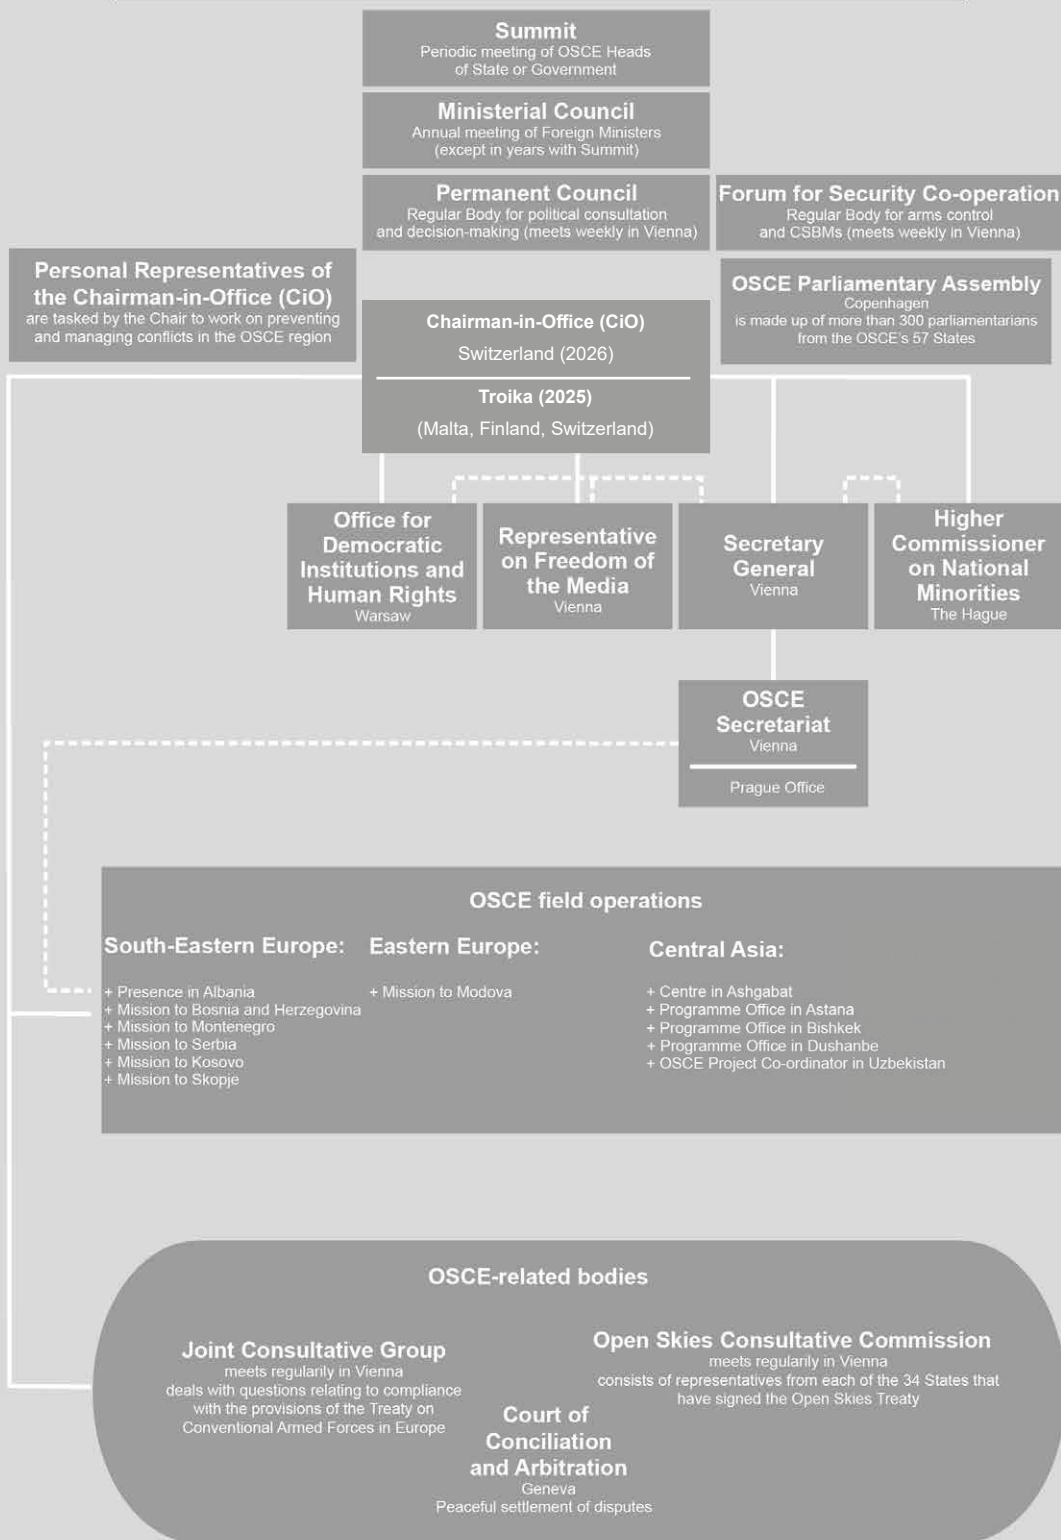 Summit
Periodic meeting of OSCE Heads
of State or Government
Ministerial Council
Annual meeting of Foreign Ministers
(except in years with Summit)
Permanent Council
Regular Body for political consultation
and decision-making (meets weekly in Vienna)
Forum for Security Co-operation
Regular Body for arms control
and CSBMs (meets weekly in Vienna)
Personal Representatives of
the Chairman-in-Office (CiO)
are tasked by the Chair to work on preventing
and managing conflicts in the OSCE region
OSCE Parliamentary Assembly
Copenhagen
is made up of more than 300 parliamentarians
from the OSCE's 57 States
Chairman-in-Office (CiO)
Switzerland (2026)
Troika (2025)
(Malta, Finland, Switzerland)
Office for
Democratic
Institutions and
Human Rights
Warsaw
Representative
on Freedom of
the Media
Vienna
Secretary
General
Vienna
Higher
Commissioner
on National
Minorities
The Hague
OSCE
Secretariat
Vienna
Prague Office
OSCE field operations
South-Eastern Europe:
+ Presence in Albania
+ Mission to Bosnia and Herzegovina
+ Mission to Montenegro
+ Mission to Serbia
+ Mission to Kosovo
+ Mission to Skopje
Eastern Europe:
+ Mission to Modova
Central Asia:
+ Centre in Ashgabat
+ Programme Office in Astana
+ Programme Office in Bishkek
+ Programme Office in Dushanbe
+ OSCE Project Co-ordinator in Uzbekistan
OSCE-related bodies
Joint Consultative Group
meets regularily in Vienna
deals with questions relating to compliance
with the provisions of the Treaty on
Conventional Armed Forces in Europe
Open Skies Consultative Commission
meets regularily in Vienna
consists of representatives from each of the 34 States that
have signed the Open Skies Treaty
Court of
Conciliation
and Arbitration
Geneva
Peaceful settlement of disputes